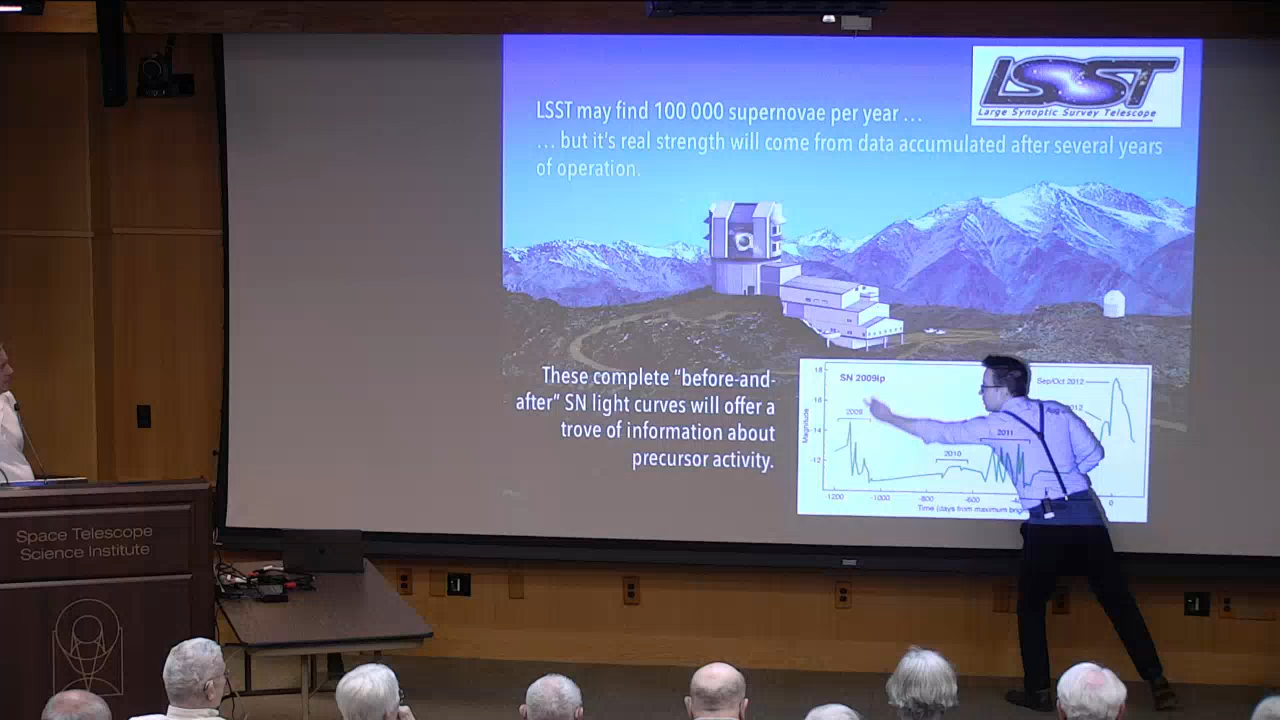 LSST
Large Synoptic Survey Telescope
LSST may find 100 000 supernovae per year ...
... but it's real strength will come from data accumulated after several years
of operation.
These complete “before-and-
after” SN light curves will offer a
trove of information about
precursor activity.
SN 2009ip
Sep/Oct 2012
2012
2009
2010
2011
Magnitude
18
16
14
12
-1200
-1000
-800
-600
0
Time (days from maximum
Space Telescope
Science Institute